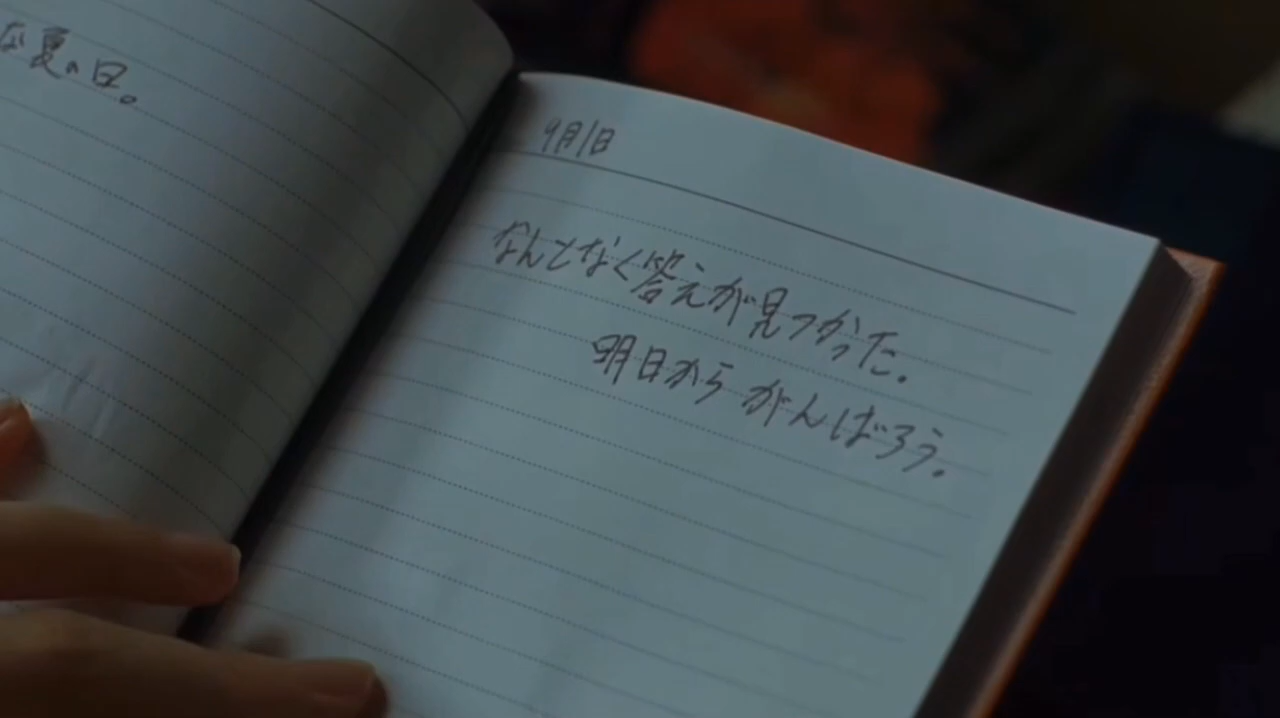 な夏の日。
9月1日
なんとなく答えが見つかった。
明日からがんばろう。